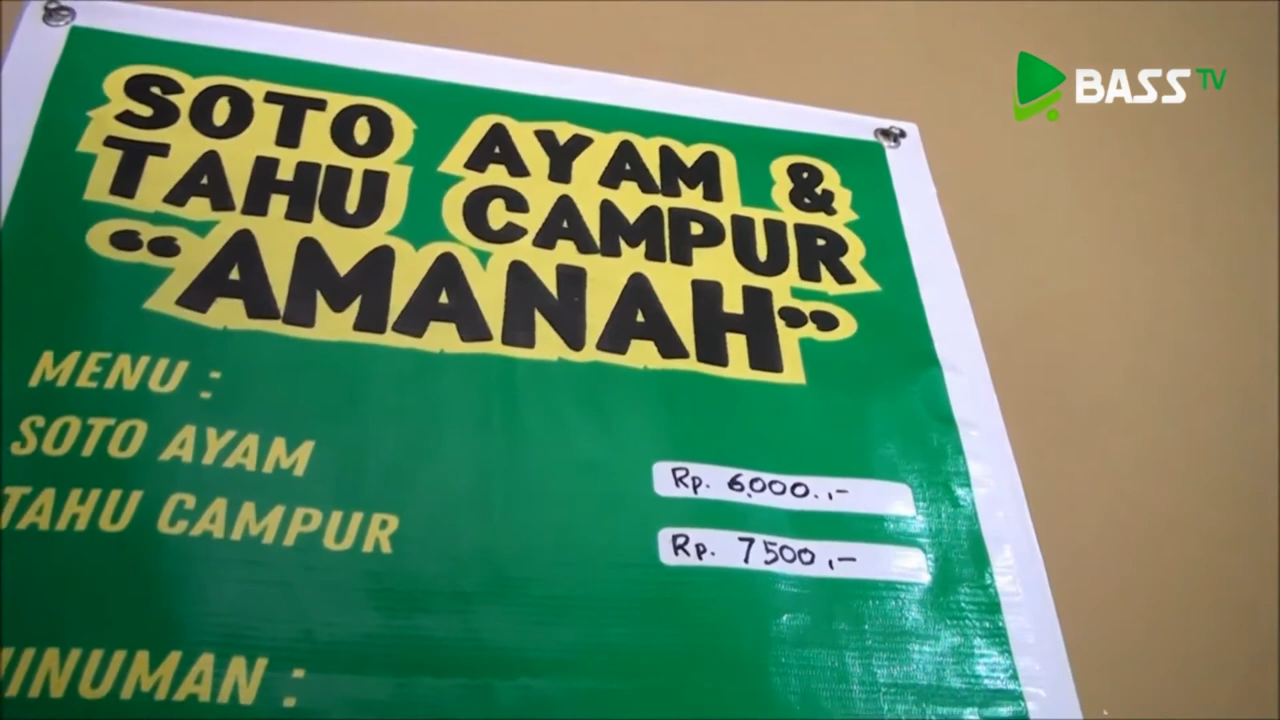 BASS TV
SOTO AYAM &
TAHU CAMPUR
“AMANAH”
MENU :
SOTO AYAM Rp. 6.000.,-
TAHU CAMPUR Rp. 7500,-
INUMAN :